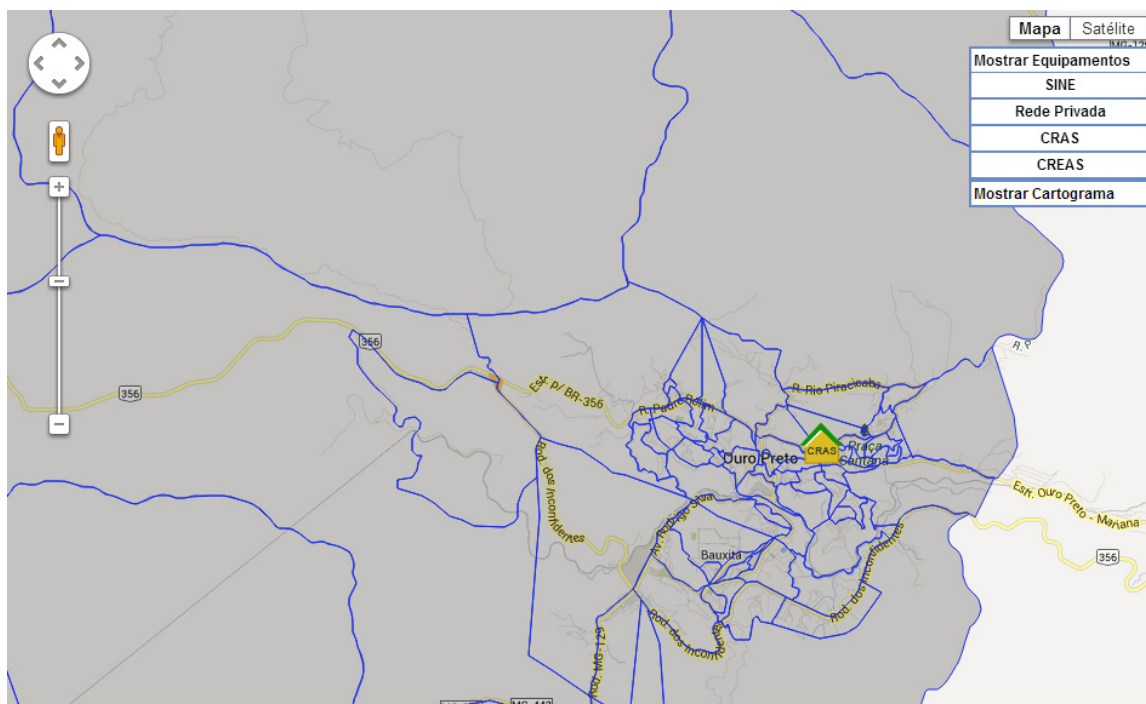 Mapa Satélite
MG-129
Mostrar Equipamentos
SINE
Rede Privada
CRAS
CREAS
Mostrar Cartograma
356
R. P
356
Estr. p/ BR-356
R. Rio Piracicaba
R. Padre Rolim
CRAS
Praça
Ouro Preto
Santana
Rod. dos Inconfidentes
Estr. Ouro Preto - Mariana
Av. Rodrigo Silva
Bauxita
356
Rod. dos Inconfidentes
Rod. dos Inconfidentes
Rod. MG-129
MG-443